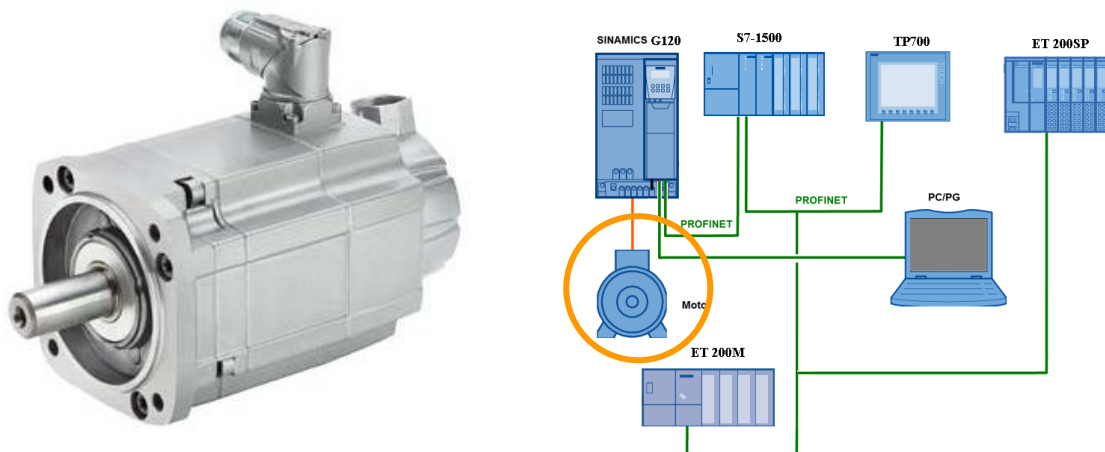 SINAMICS G120
S7-1500
TP700
ET 200SP
PROFINET
PROFINET
PC/PG
Moto
ET 200M